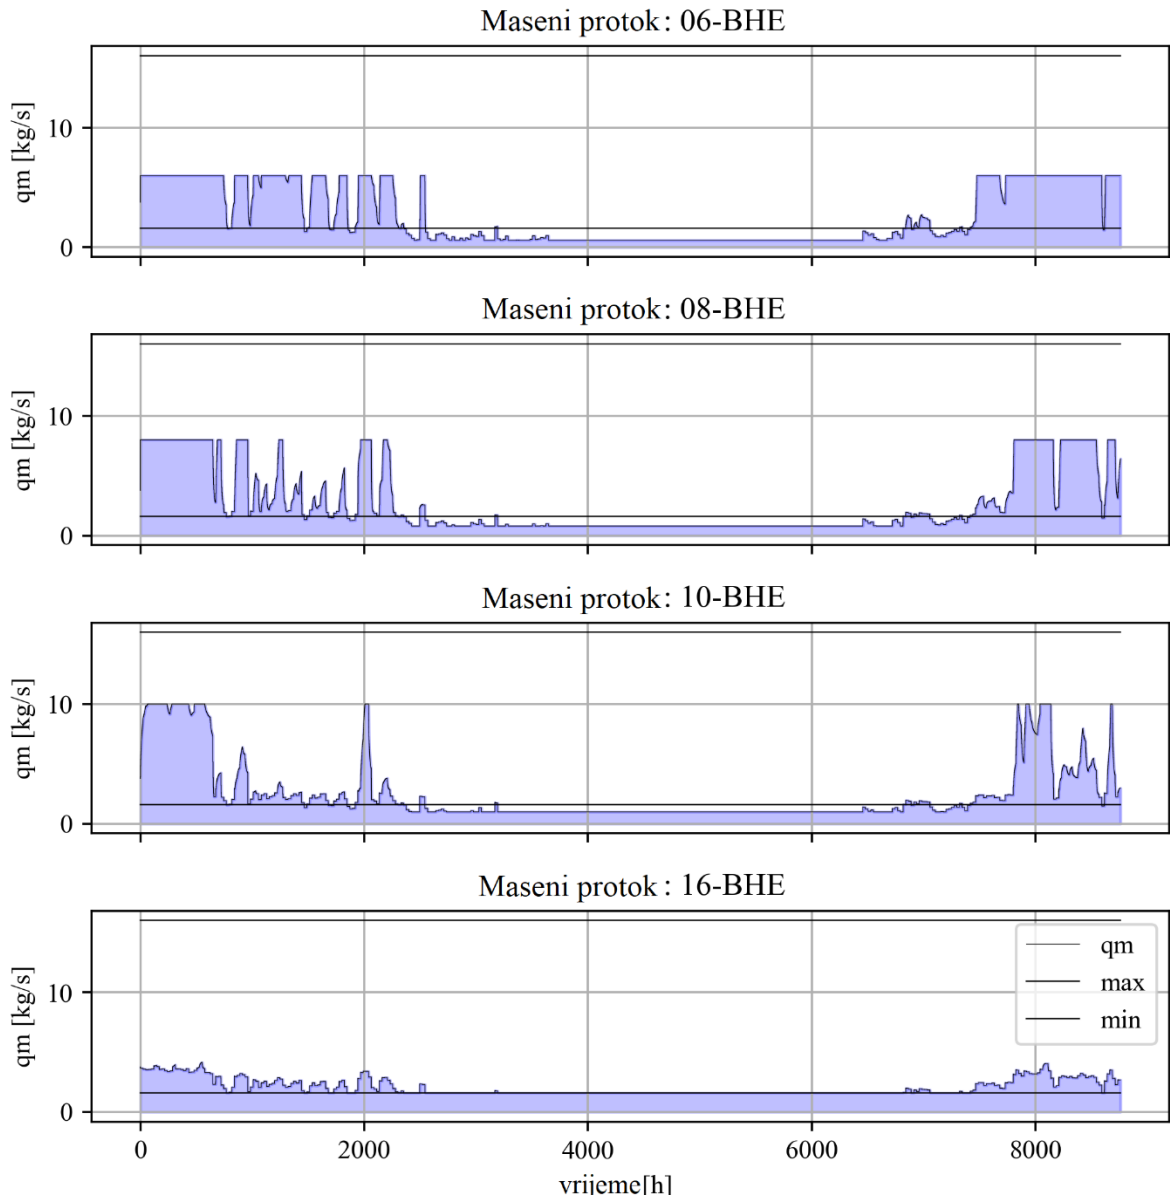 Maseni protok: 06-BHE
qm [kg/s]
10
0
Maseni protok: 08-BHE
qm [kg/s]
10
0
Maseni protok: 10-BHE
qm [kg/s]
10
0
Maseni protok: 16-BHE
qm [kg/s]
10
0
qm
max
min
0 2000 4000 6000 8000
vrijeme[h]